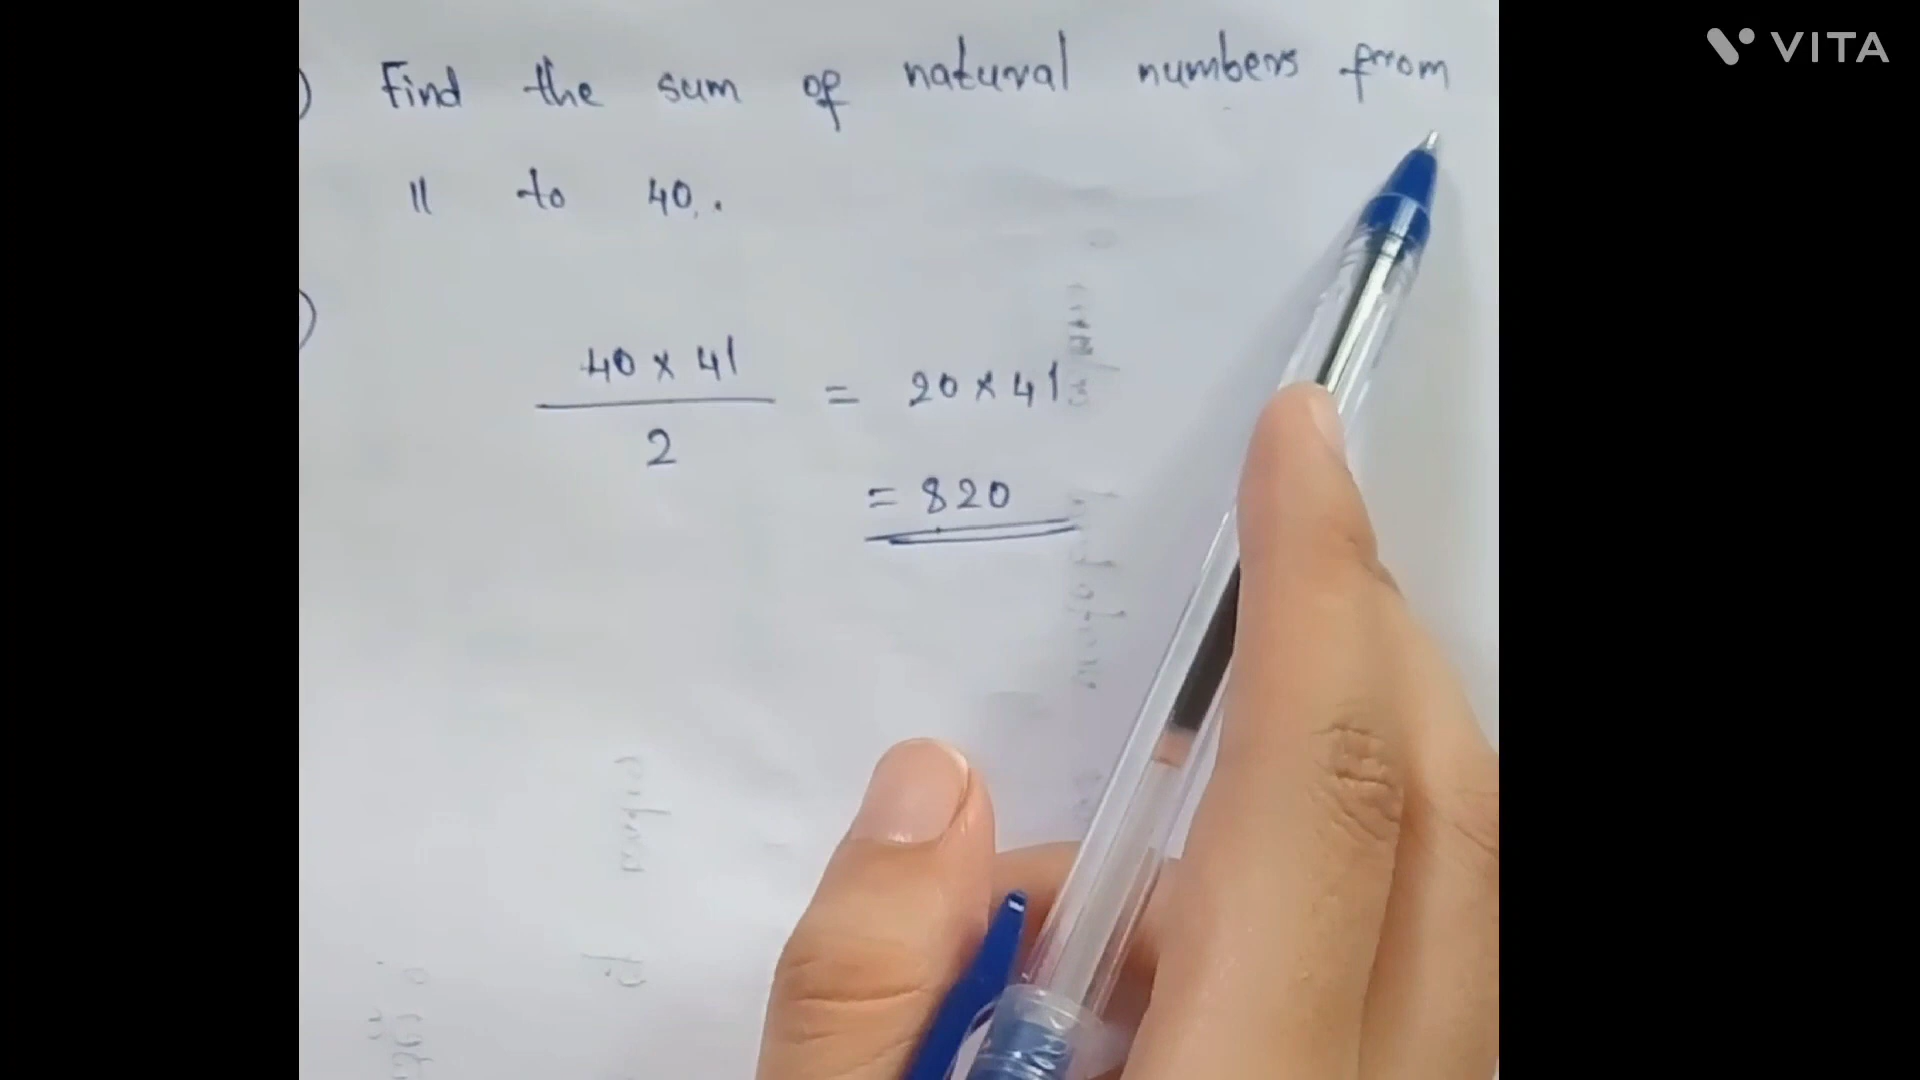 VITA
) Find the sum of natural numbers from
11 to 40.
)
40 × 41
2
= 20 × 41
= 820